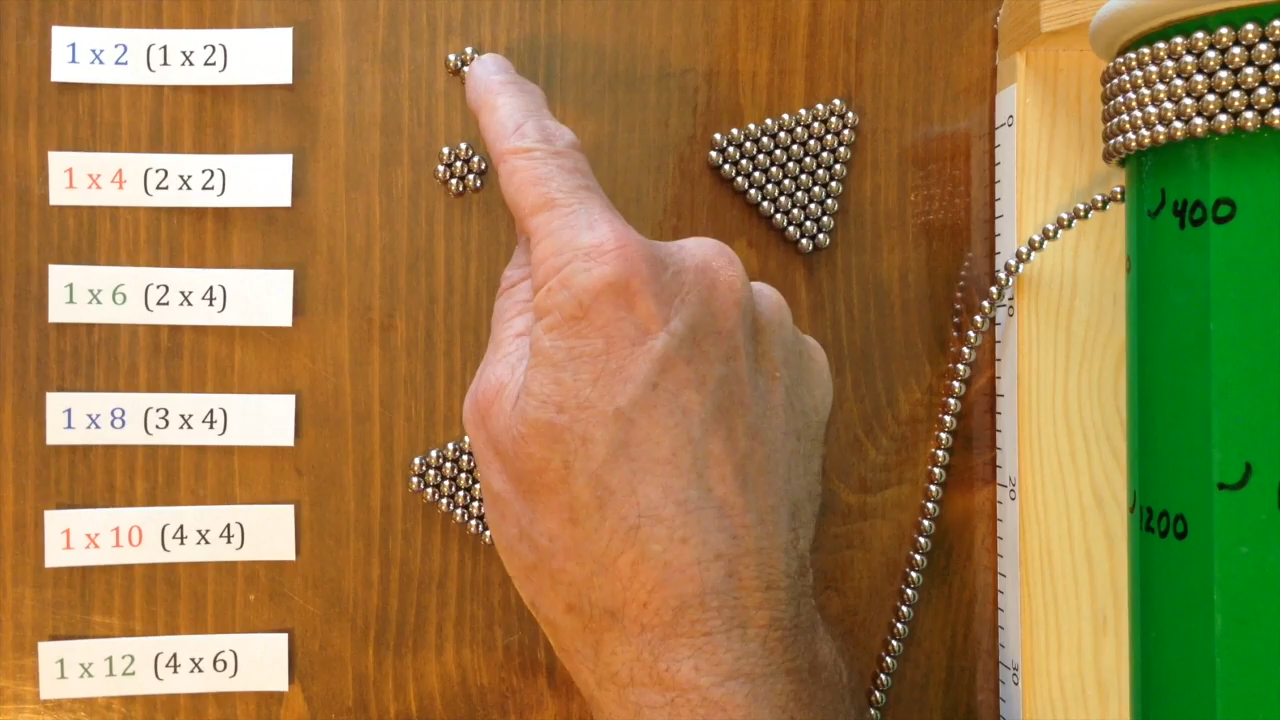 1 x 2 (1 x 2)
1 x 4 (2 x 2)
1 x 6 (2 x 4)
1 x 8 (3 x 4)
1 x 10 (4 x 4)
1 x 12 (4 x 6)
0
10
20
30
400
1200